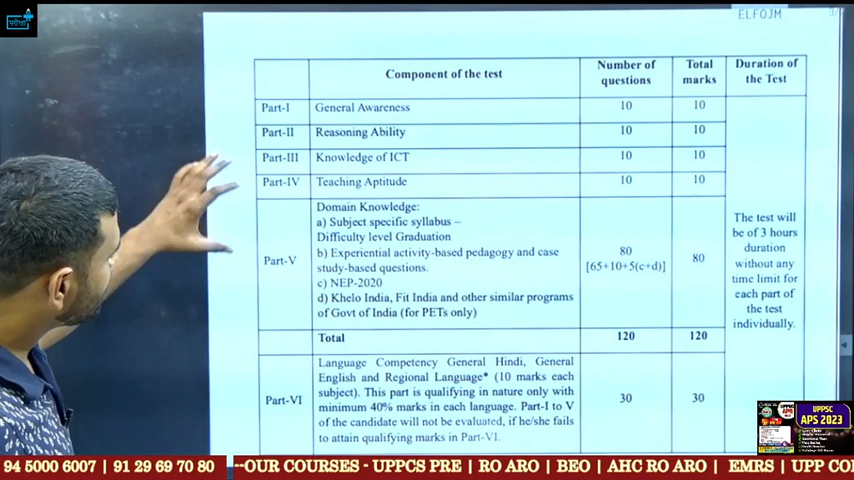 परीक्षा
ELFOJM
Component of the test
Number of
questions
Total
marks
Duration of
the Test
Part-I
General Awareness
10
10
Part-II
Reasoning Ability
10
10
Part-III
Knowledge of ICT
10
10
Part-IV
Teaching Aptitude
10
10
Part-V
Domain Knowledge:
a) Subject specific syllabus –
Difficulty level Graduation
b) Experiential activity-based pedagogy and case
study-based questions.
c) NEP-2020
d) Khelo India, Fit India and other similar programs
of Govt of India (for PETs only)
80
[65+10+5(c+d)]
80
The test will
be of 3 hours
duration
without any
time limit for
each part of
the test
individually.
Total
120
120
Part-VI
Language Competency General Hindi, General
English and Regional Language* (10 marks each
subject). This part is qualifying in nature only with
minimum 40% marks in each language. Part-I to V
of the candidate will not be evaluated, if he/she fails
to attain qualifying marks in Part-VI.
30
30
UPPSC
APS 2023
94 5000 6007 | 91 29 69 70 80
--OUR COURSES - UPPCS PRE | RO ARO | BEO | AHC RO ARO | EMRS | UPP CO